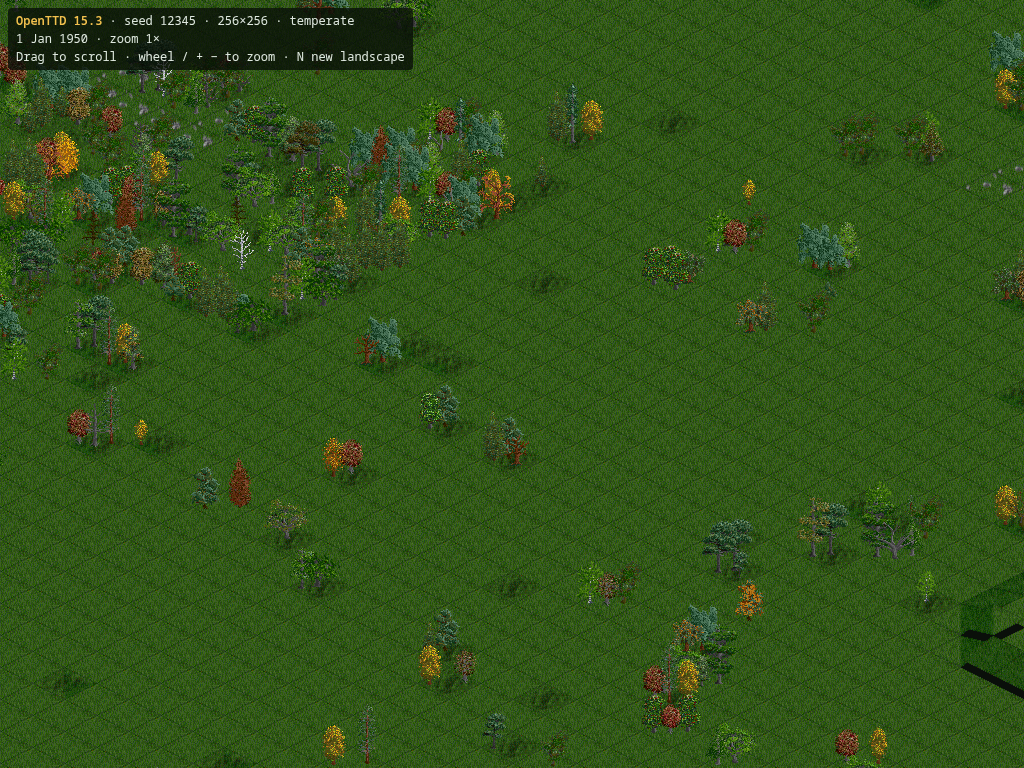 OpenTTD 15.3 · seed 12345 · 256×256 · temperate
1 Jan 1950 · zoom 1×
Drag to scroll · wheel / + − to zoom · N new landscape